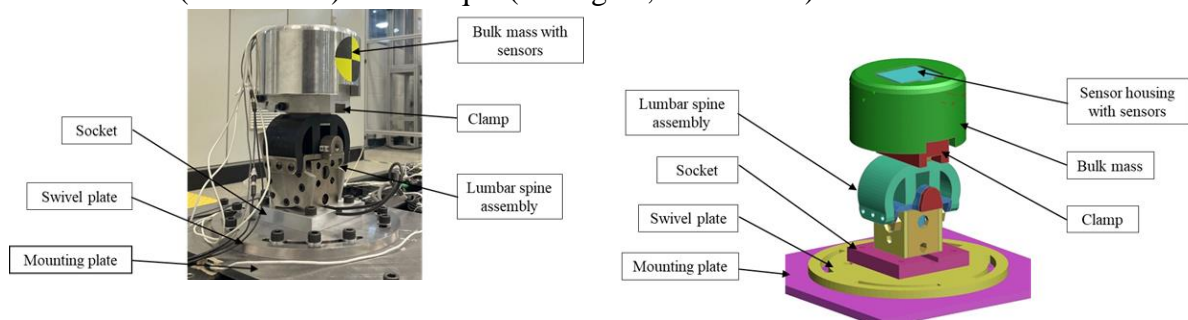 Bulk mass with
sensors
Clamp
Socket
Swivel plate
Lumbar spine
assembly
Mounting plate
Sensor housing
with sensors
Lumbar spine
assembly
Bulk mass
Socket
Clamp
Swivel plate
Mounting plate